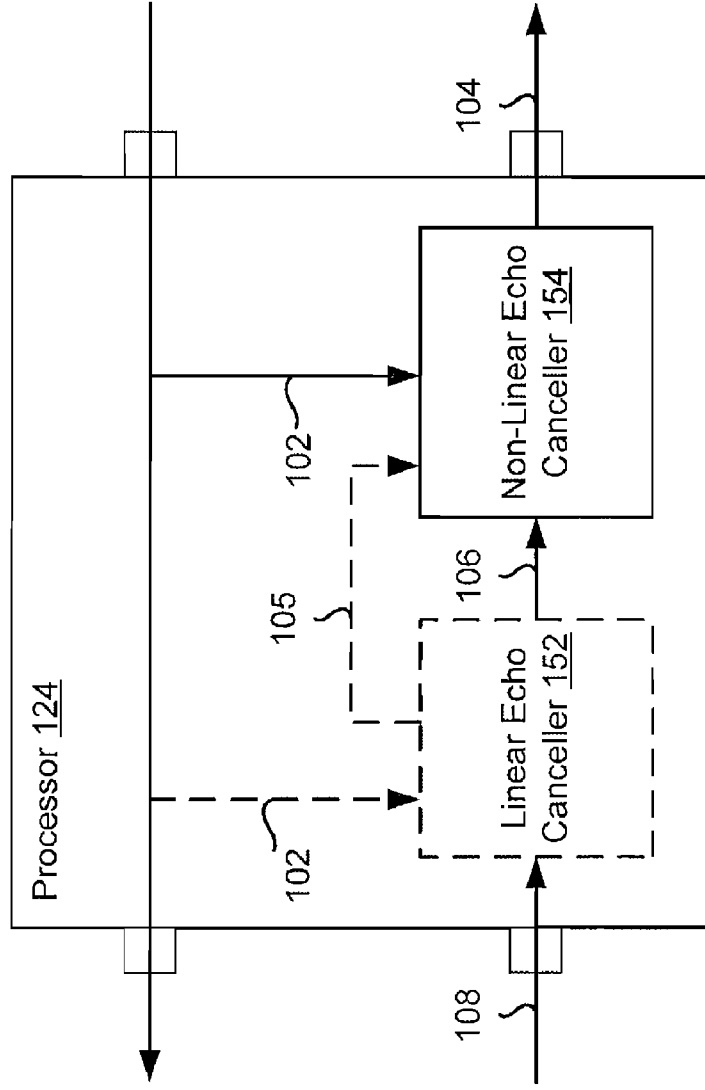 Processor 124
102
105
102
Linear Echo
Canceller 152
106
Non-Linear Echo
Canceller 154
108
104